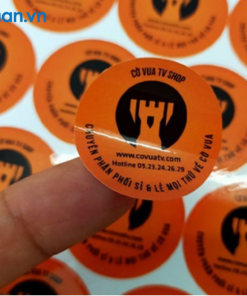 an.vn
CỜ VUA TV SHOP
www.covuatv.com
Hotline 09.23.24.26.29
CHUYÊN PHÂN PHỐI SỈ & LẺ MỌI THỨ VỀ CỜ VUA